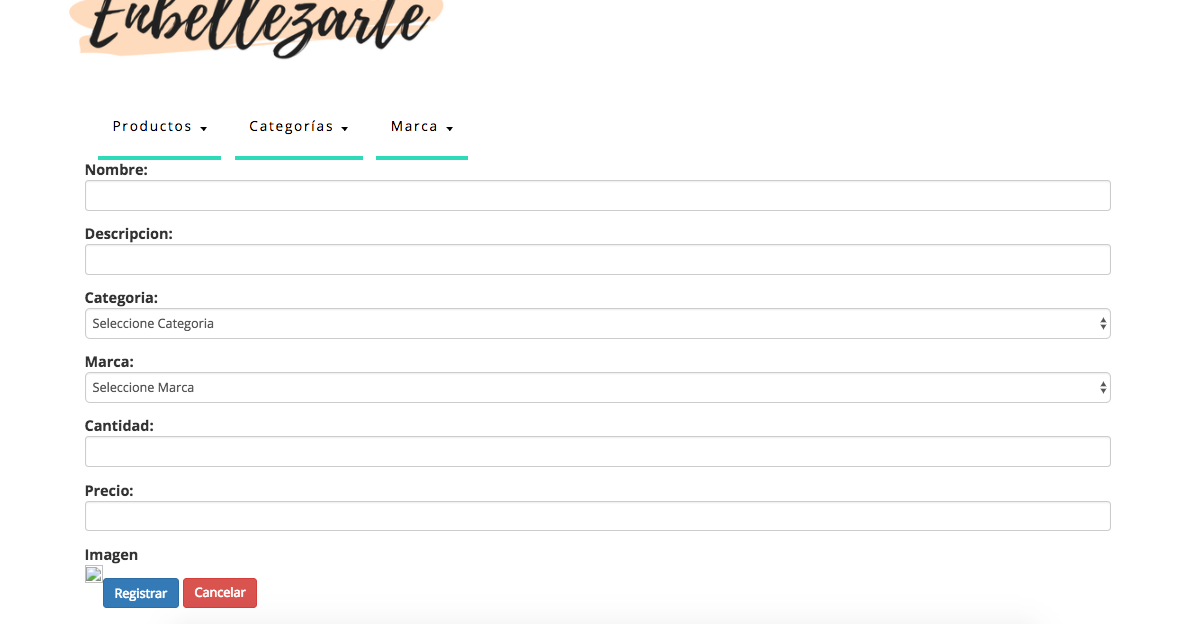 Enbellezarte
Productos Categorías Marca
Nombre:
Descripcion:
Categoria:
Seleccione Categoria
Marca:
Seleccione Marca
Cantidad:
Precio:
Imagen
Registrar Cancelar